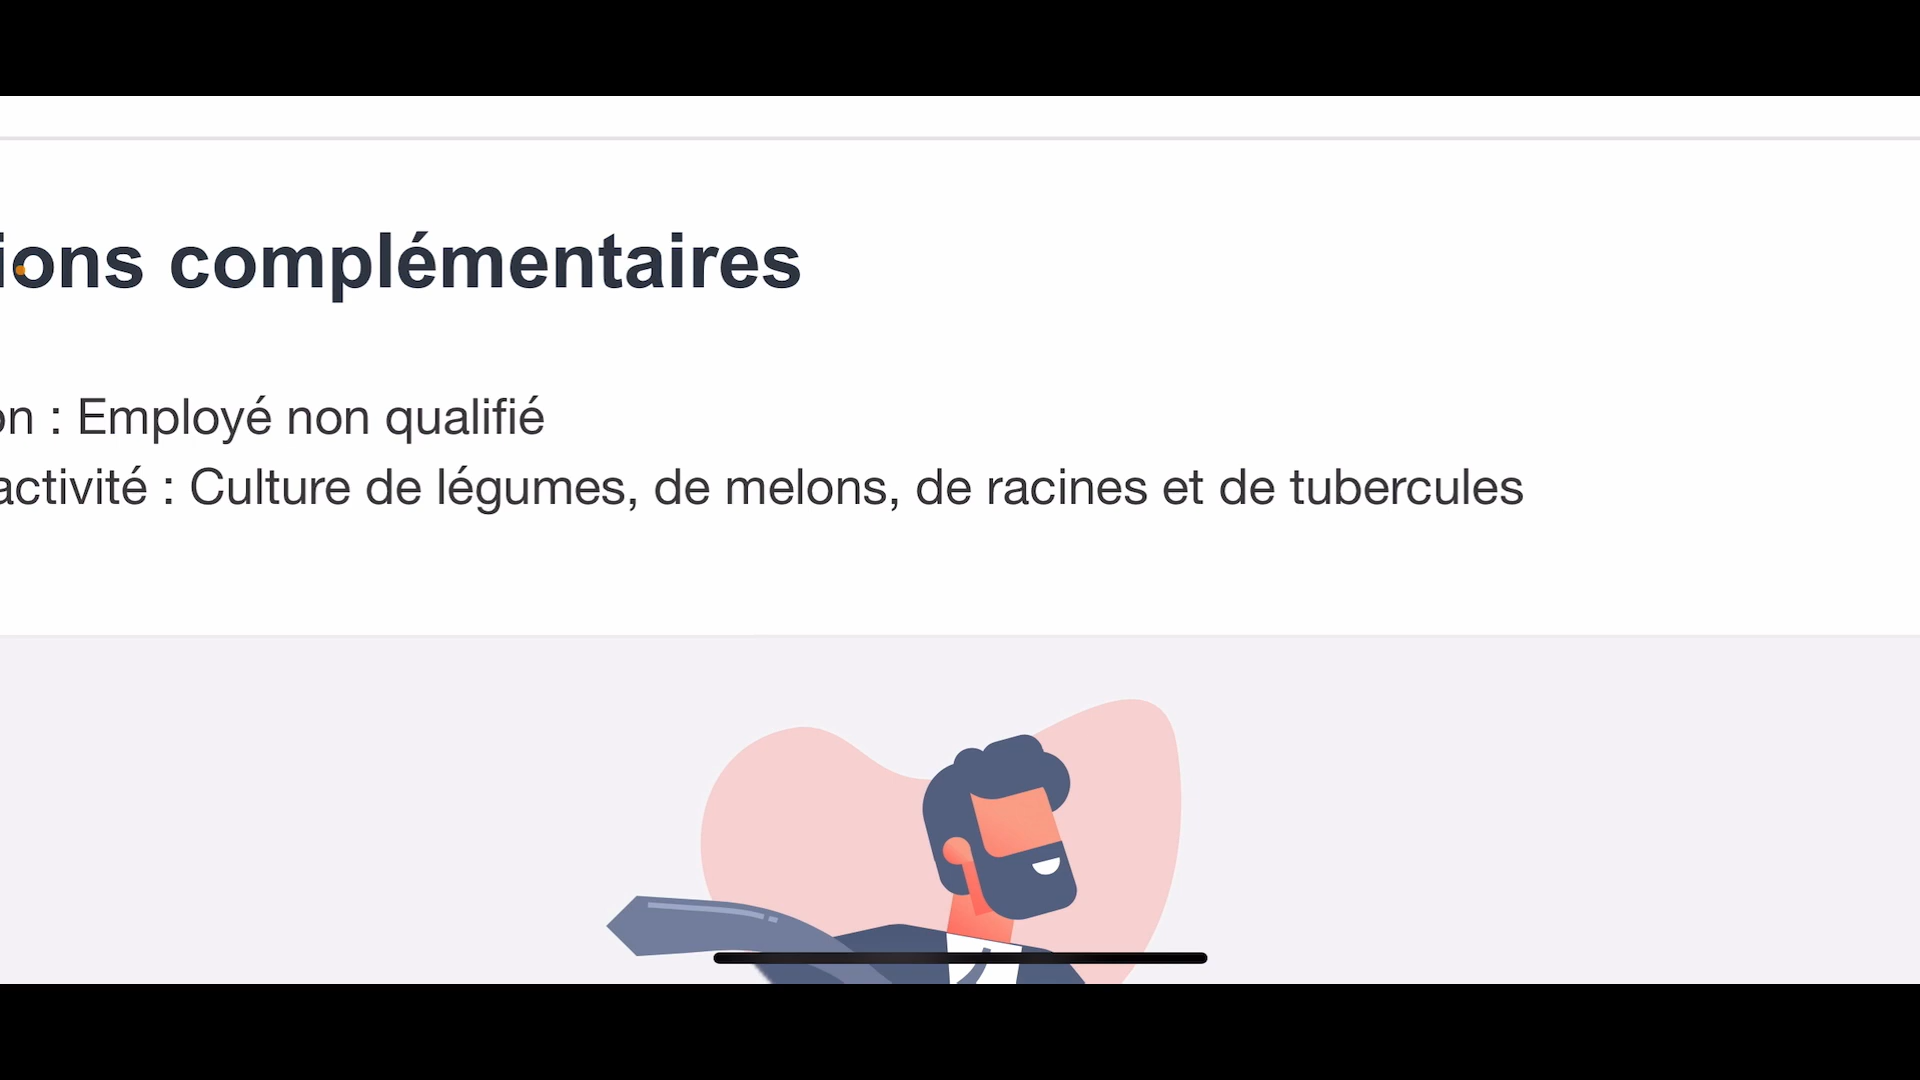 ions complémentaires
on : Employé non qualifié
activité : Culture de légumes, de melons, de racines et de tubercules